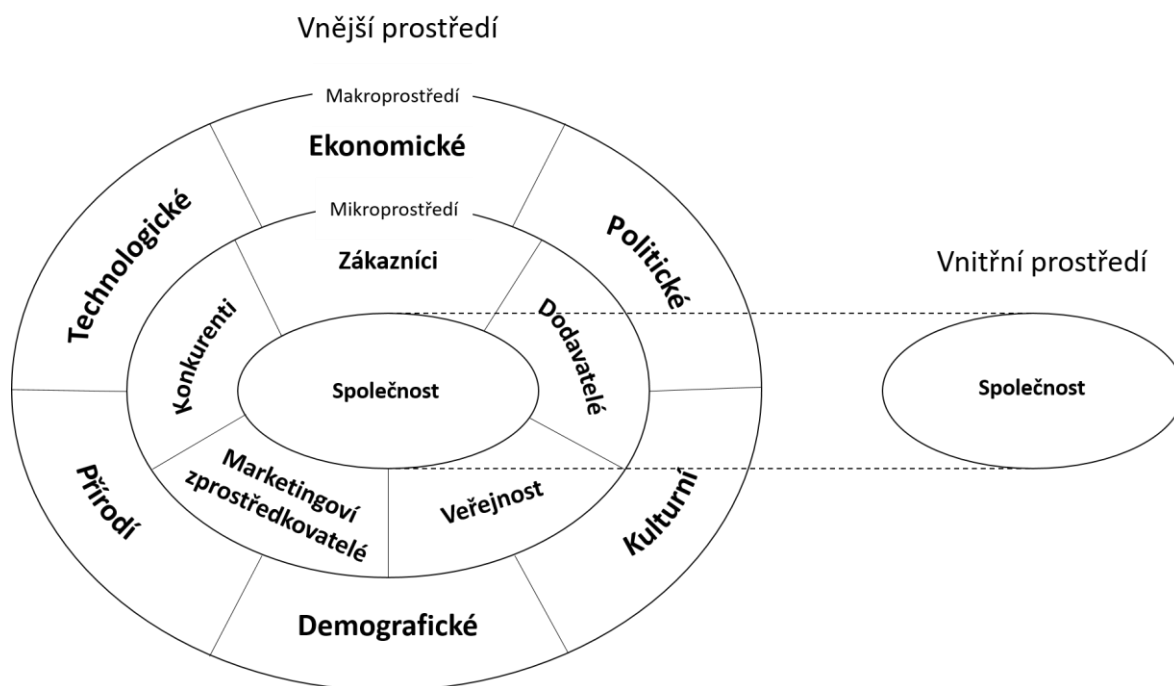 Vnější prostředí
Makroprostředí
Ekonomické
Technologické
Politické
Mikroprostředí
Zákazníci
Konkurenti
Dodavatelé
Společnost
Marketingoví
zprostředkovatelé
Veřejnost
Přírodí
Kulturní
Demografické
Vnitřní prostředí
Společnost